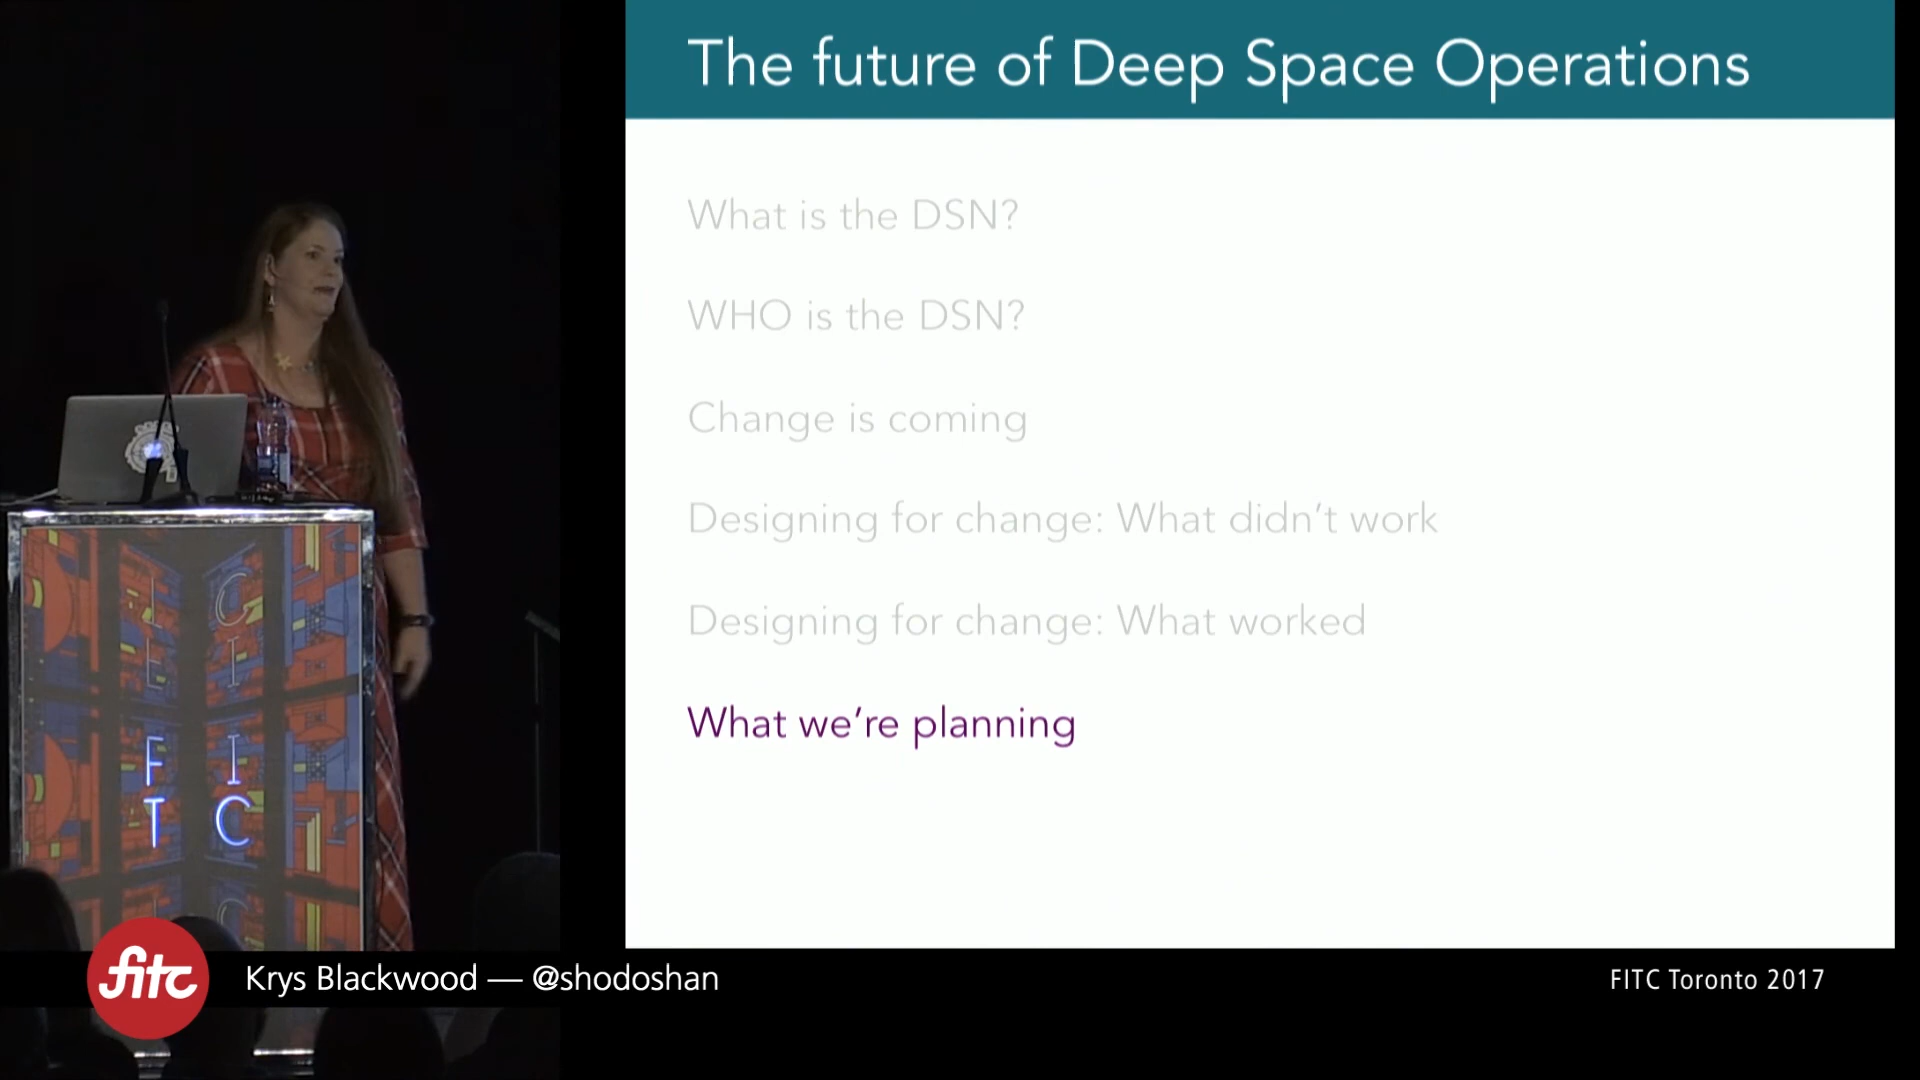 The future of Deep Space Operations
What is the DSN?
WHO is the DSN?
Change is coming
Designing for change: What didn't work
Designing for change: What worked
What we're planning
F I
T C
fitc
Krys Blackwood — @shodoshan
FITC Toronto 2017